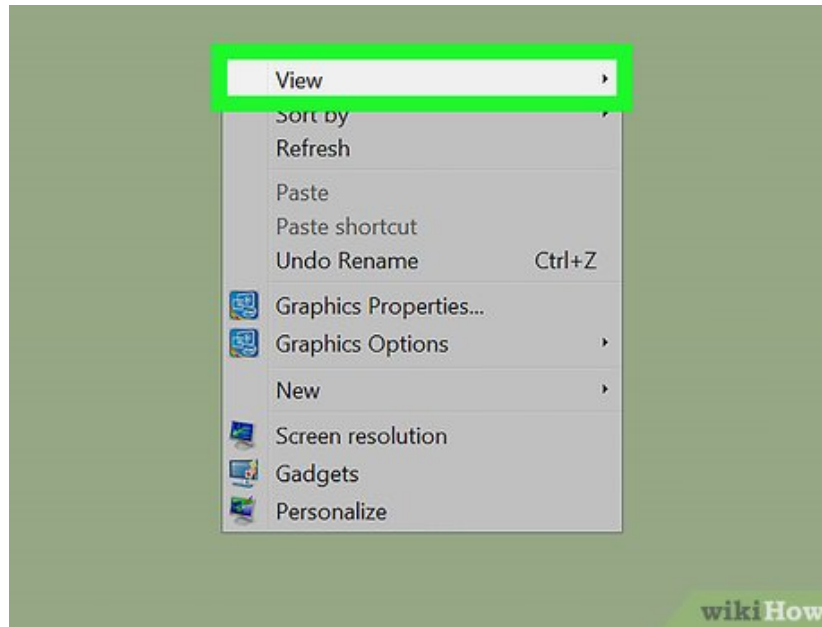 View
Sort by
Refresh
Paste
Paste shortcut
Undo Rename Ctrl+Z
Graphics Properties...
Graphics Options
New
Screen resolution
Gadgets
Personalize
wikiHow